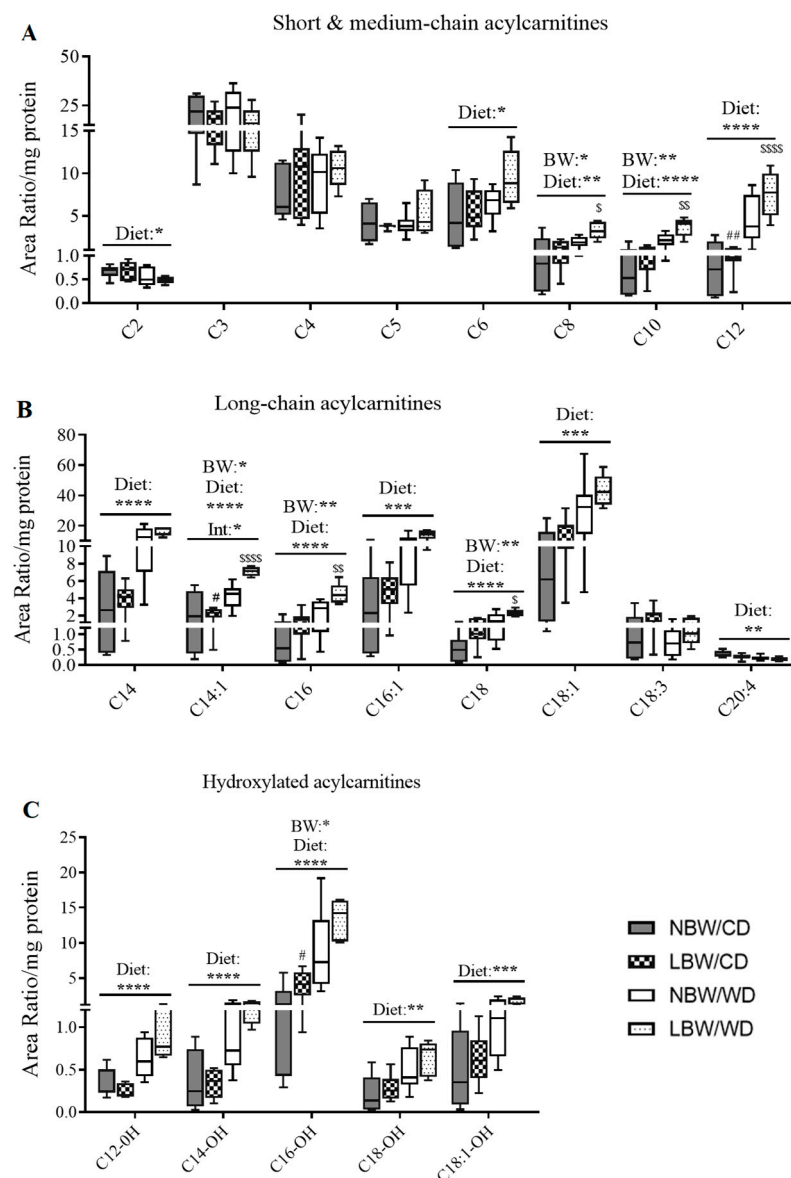 A
Short & medium-chain acylcarnitines
Area Ratio/mg protein
50
25
15
10
5
1.0
0.5
0.0
Diet:*
Diet:*
BW:*
Diet:**
$
BW:**
Diet:****
$$
Diet:
****
##
$$$$
C2
C3
C4
C5
C6
C8
C10
C12
B
Long-chain acylcarnitines
Area Ratio/mg protein
80
60
40
20
10
8
6
4
2
1.0
0.5
0.0
Diet:
****
BW:*
Diet:
****
Int:*
#
$$$$
BW:**
Diet:
****
$$
Diet:
***
BW:**
Diet:
****
$
Diet:
***
Diet:
**
C14
C14:1
C16
C16:1
C18
C18:1
C18:3
C20:4
C
Hydroxylated acylcarnitines
Area Ratio/mg protein
25
20
15
10
5
1.0
0.5
0.0
Diet:
****
Diet:
****
BW:*
Diet:
****
#
Diet:**
Diet:***
C12-0H
C14-OH
C16-OH
C18-OH
C18:1-OH
NBW/CD
LBW/CD
NBW/WD
LBW/WD